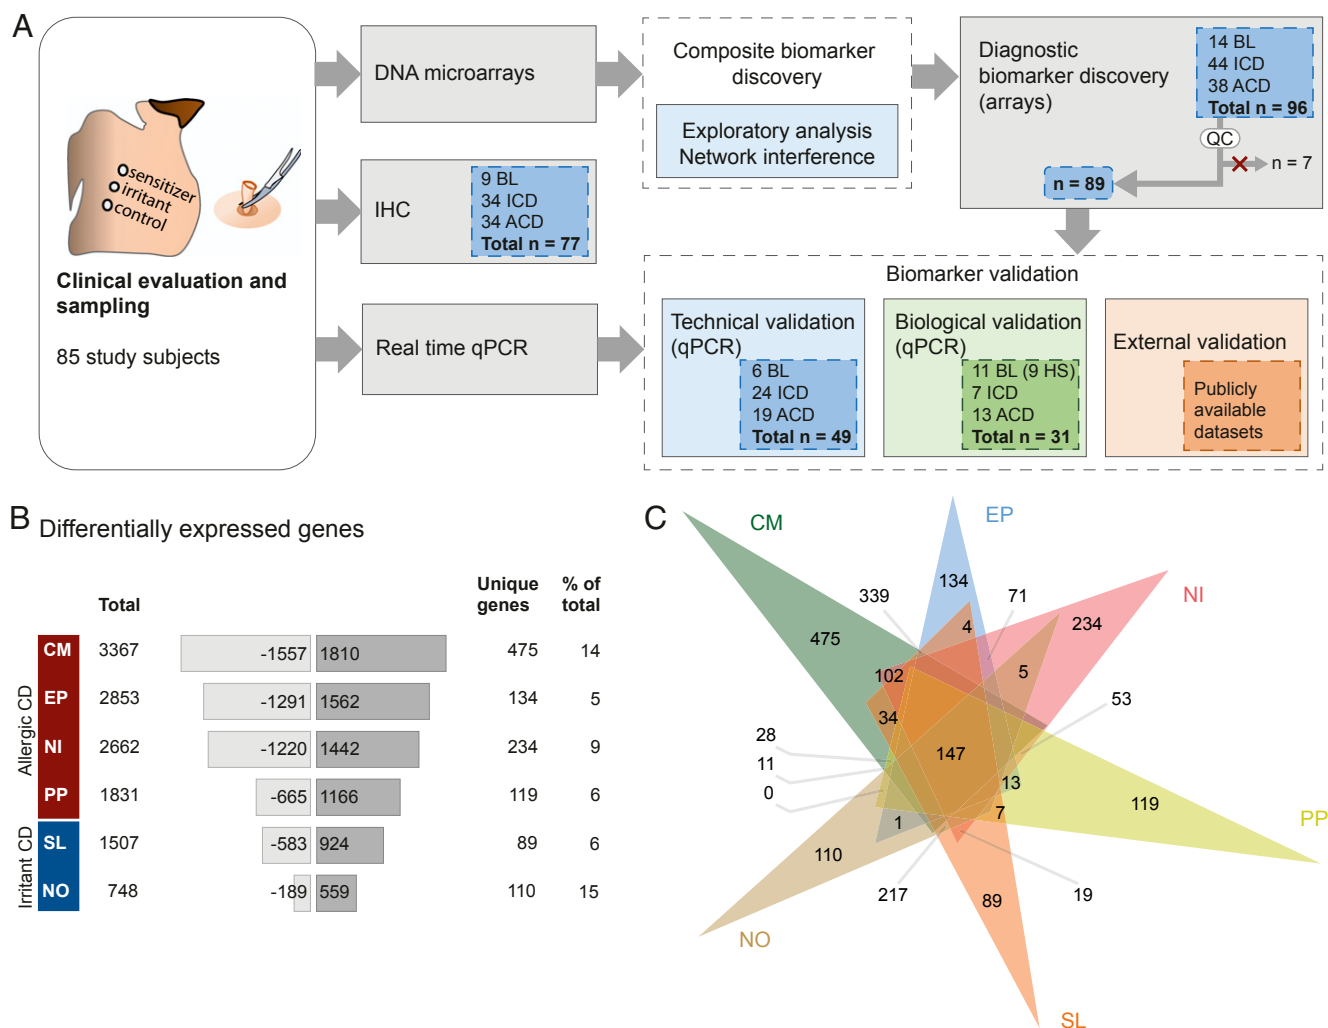 A
sensitizer
irritant
control
Clinical evaluation and
sampling
85 study subjects
DNA microarrays
IHC
9 BL
34 ICD
34 ACD
Total n = 77
Real time qPCR
Composite biomarker
discovery
Exploratory analysis
Network interference
Diagnostic
biomarker discovery
(arrays)
14 BL
44 ICD
38 ACD
Total n = 96
QC
n = 7
n = 89
Biomarker validation
Technical validation
(qPCR)
6 BL
24 ICD
19 ACD
Total n = 49
Biological validation
(qPCR)
11 BL (9 HS)
7 ICD
13 ACD
Total n = 31
External validation
Publicly
available
datasets
B
Differentially expressed genes
Total
Unique
genes
% of
total
Allergic CD
CM 3367 -1557 1810 475 14
EP 2853 -1291 1562 134 5
NI 2662 -1220 1442 234 9
PP 1831 -665 1166 119 6
Irritant CD
SL 1507 -583 924 89 6
NO 748 -189 559 110 15
C
CM
EP
NI
PP
SL
NO
339
134
71
234
475
4
5
102
53
34
28
147
11
13
0
119
7
1
110
217
89
19